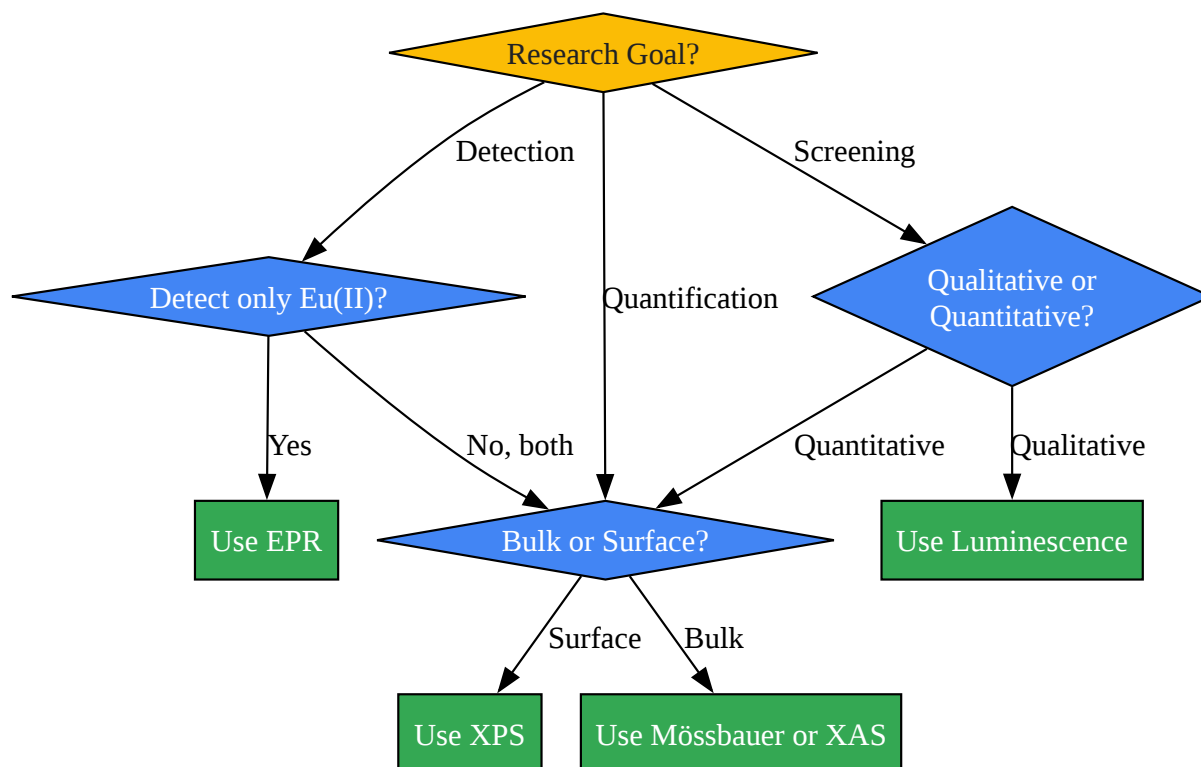 Research Goal?
Detection
Screening
Detect only Eu(II)?
Quantification
Qualitative or
Quantitative?
Yes
No, both
Quantitative
Qualitative
Use EPR
Bulk or Surface?
Use Luminescence
Surface
Bulk
Use XPS
Use Mössbauer or XAS